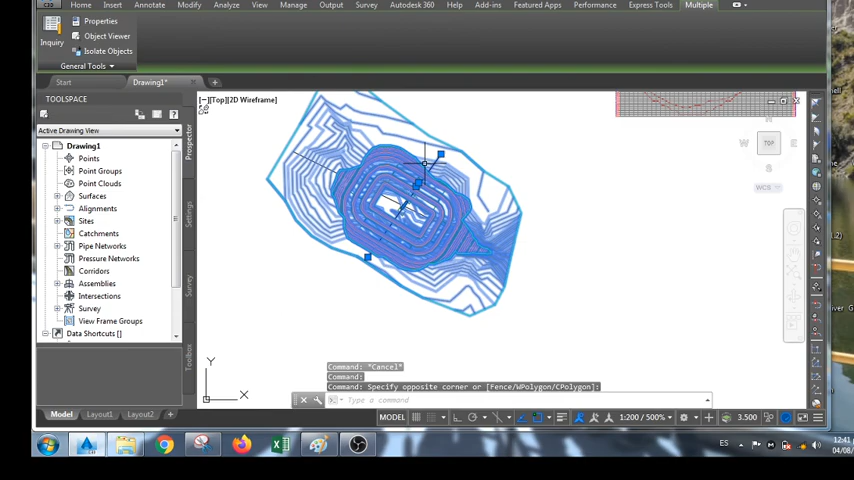 C3D Home Insert Annotate Modify Analyze View Manage Output Survey Autodesk 360 Help Add-ins Featured Apps Performance Express Tools Multiple
Properties
Object Viewer
Inquiry
Isolate Objects
General Tools
Start Drawing1*
TOOLSPACE
[−][Top][2D Wireframe]
Active Drawing View
Drawing1
Points
Point Groups
Point Clouds
Surfaces
Alignments
Sites
Catchments
Pipe Networks
Pressure Networks
Corridors
Assemblies
Intersections
Survey
View Frame Groups
Data Shortcuts []
Prospector
Settings
Survey
Toolbox
W TOP E
WCS
Y
X
Command: *Cancel*
Command:
Command: Specify opposite corner or [Fence/WPolygon/CPolygon]:
Type a command
Model Layout1 Layout2 +
MODEL 1:200 / 500% 3.500
ES 12:41
04/08/